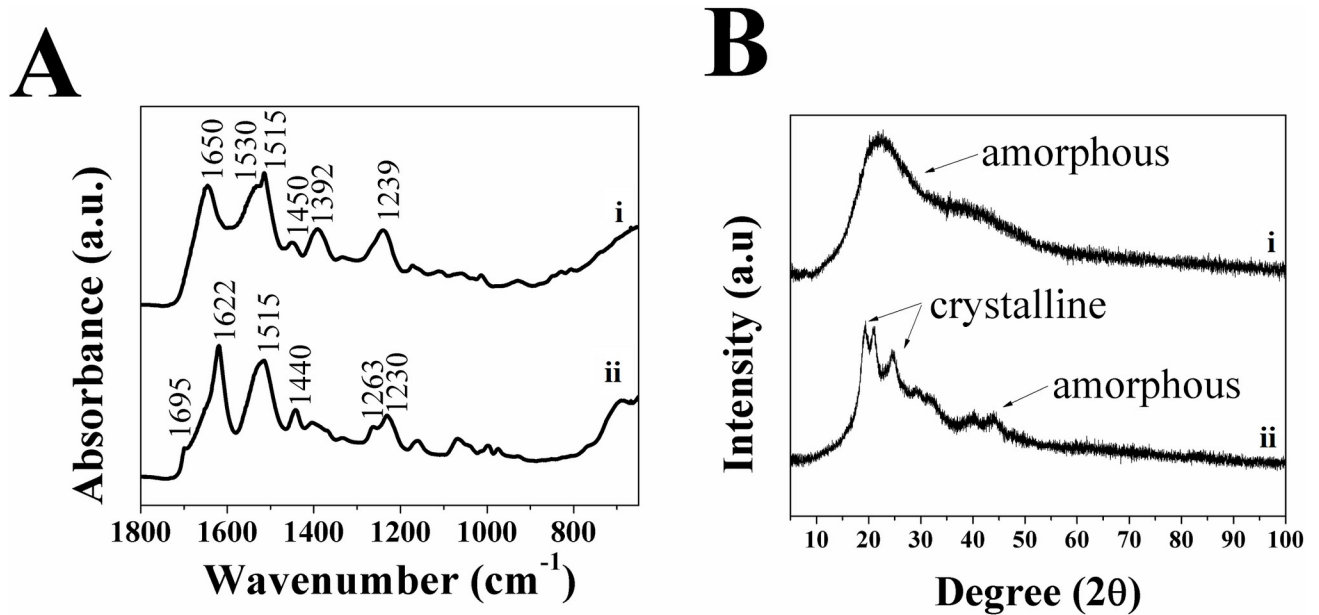 A
1650
1530
1515
1450
1392
1239
i
1695
1622
1515
1440
1263
1230
ii
Absorbance (a.u.)
1800 1600 1400 1200 1000 800
Wavenumber (cm⁻¹)
B
amorphous
i
crystalline
amorphous
ii
Intensity (a.u)
10 20 30 40 50 60 70 80 90 100
Degree (2θ)